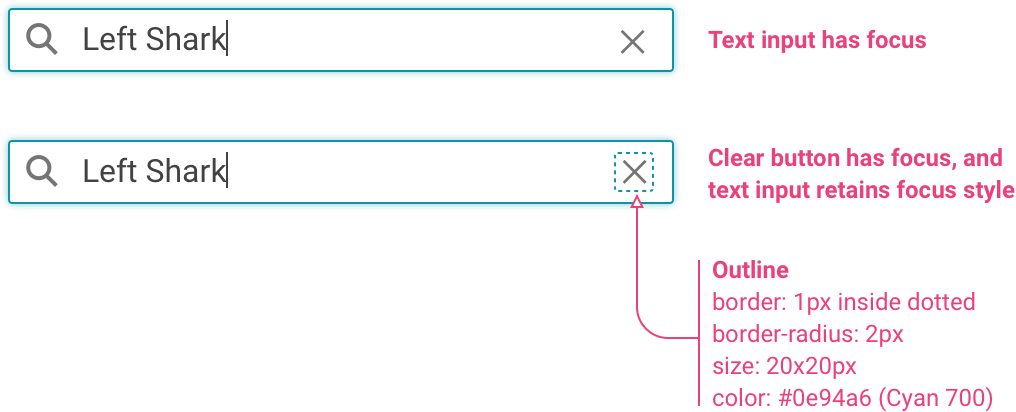 Left Shark
Text input has focus
Left Shark
Clear button has focus, and
text input retains focus style
Outline
border: 1px inside dotted
border-radius: 2px
size: 20x20px
color: #0e94a6 (Cyan 700)